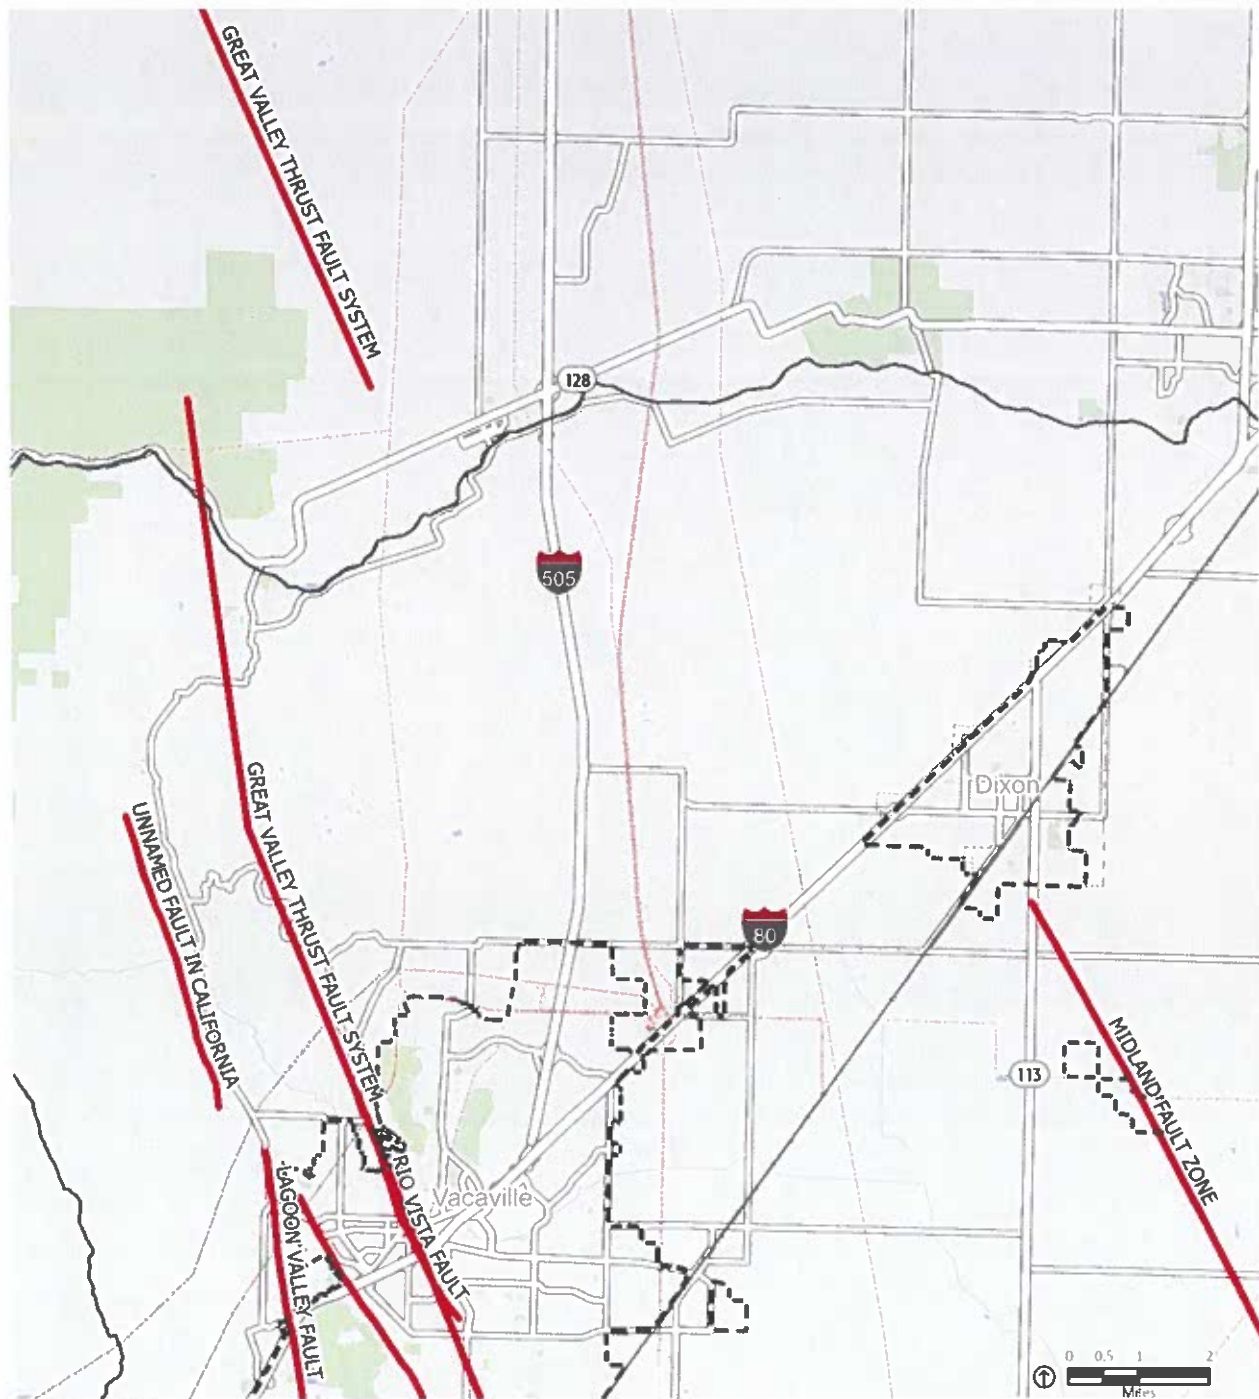 GREAT VALLEY THRUST FAULT SYSTEM
128
505
Dixon
GREAT VALLEY THRUST FAULT SYSTEM
UNNAMED FAULT IN CALIFORNIA
80
113
MIDLAND FAULT ZONE
RIO VISTA FAULT
Vacaville
LAGOON VALLEY FAULT
0 0.5 1 2
Miles